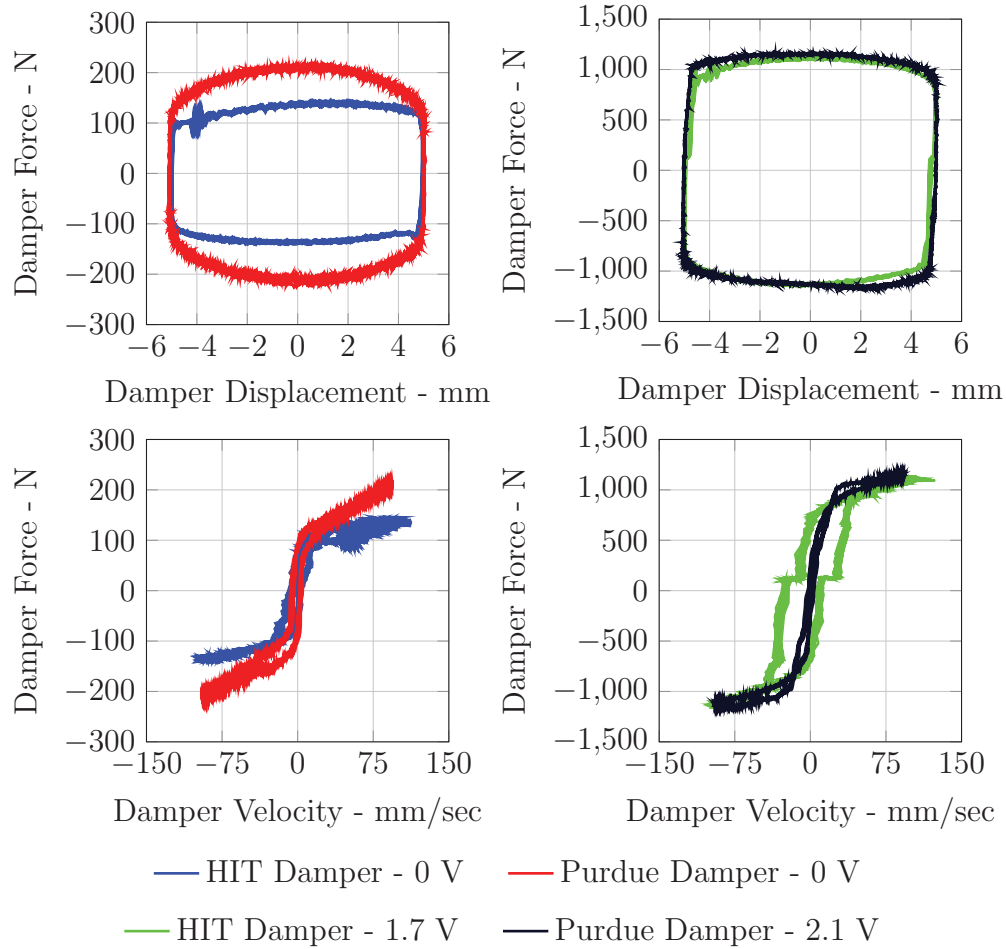 300
200
100
0
−100
−200
−300
−6 −4 −2 0 2 4 6
Damper Displacement - mm
Damper Force - N
1,500
1,000
500
0
−500
−1,000
−1,500
−6 −4 −2 0 2 4 6
Damper Displacement - mm
Damper Force - N
300
200
100
0
−100
−200
−300
−150 −75 0 75 150
Damper Velocity - mm/sec
Damper Force - N
1,500
1,000
500
0
−500
−1,000
−1,500
−150 −75 0 75 150
Damper Velocity - mm/sec
Damper Force - N
HIT Damper - 0 V Purdue Damper - 0 V
HIT Damper - 1.7 V Purdue Damper - 2.1 V